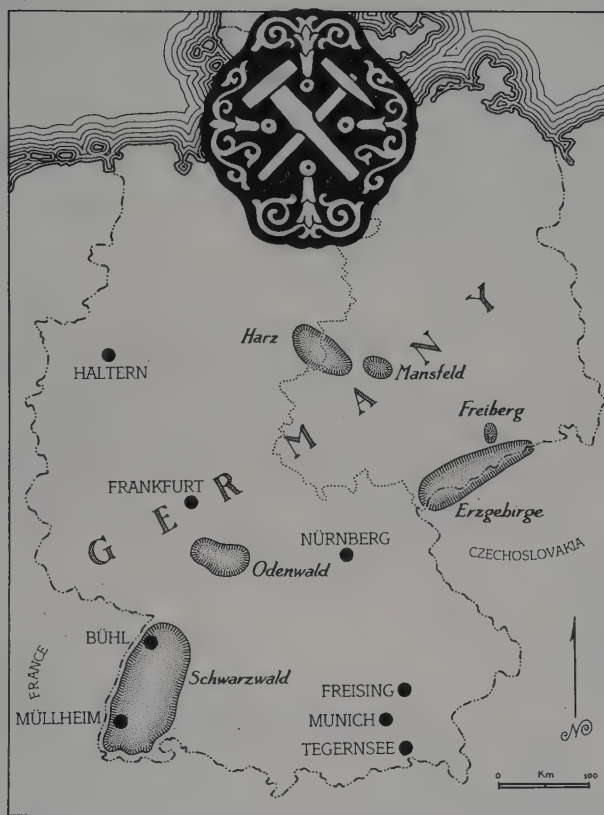 GERMANY
Harz
Mansfeld
HALTERN
Freiberg
FRANKFURT
Erzgebirge
NÜRNBERG
CZECHOSLOVAKIA
Odenwald
BÜHL
FRANCE
Schwarzwald
FREISING
MÜLLHEIM
MUNICH
TEGERNSEE
N
0 Km 100